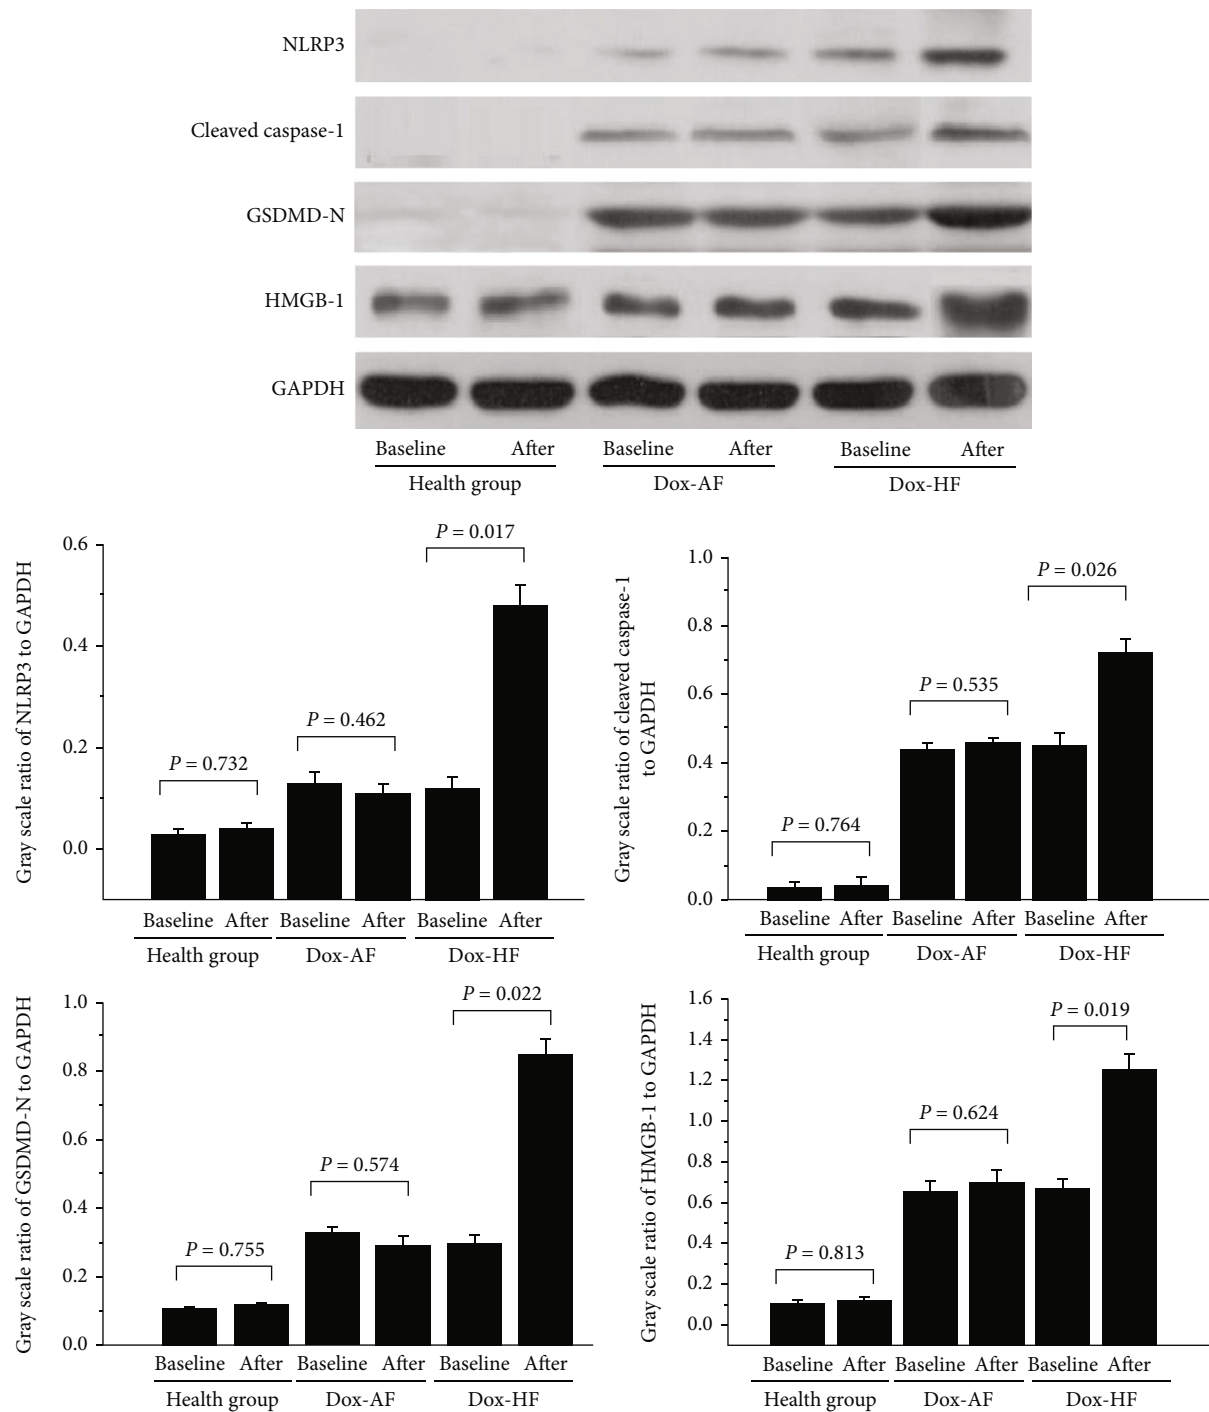 NLRP3
Cleaved caspase-1
GSDMD-N
HMGB-1
GAPDH
Baseline After Baseline After Baseline After
Health group Dox-AF Dox-HF
Gray scale ratio of NLRP3 to GAPDH
0.6
0.4
0.2
0.0
P = 0.732
P = 0.462
P = 0.017
Baseline After Baseline After Baseline After
Health group Dox-AF Dox-HF
Gray scale ratio of cleaved caspase-1
to GAPDH
1.0
0.8
0.6
0.4
0.2
0.0
P = 0.764
P = 0.535
P = 0.026
Baseline After Baseline After Baseline After
Health group Dox-AF Dox-HF
Gray scale ratio of GSDMD-N to GAPDH
1.0
0.8
0.6
0.4
0.2
0.0
P = 0.755
P = 0.574
P = 0.022
Baseline After Baseline After Baseline After
Health group Dox-AF Dox-HF
Gray scale ratio of HMGB-1 to GAPDH
1.6
1.4
1.2
1.0
0.8
0.6
0.4
0.2
0.0
P = 0.813
P = 0.624
P = 0.019
Baseline After Baseline After Baseline After
Health group Dox-AF Dox-HF